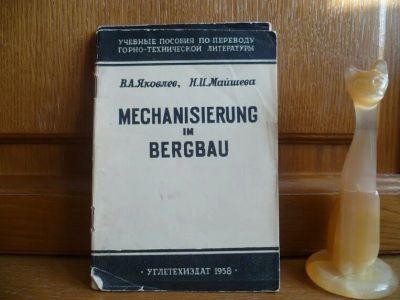 УЧЕБНЫЕ ПОСОБИЯ ПО ПЕРЕВОДУ
ГОРНО-ТЕХНИЧЕСКОЙ ЛИТЕРАТУРЫ
В.А.Яковлев, Н.И.Майшева
MECHANISIERUNG
IM
BERGBAU
· УГЛЕТЕХИЗДАТ 1958 ·